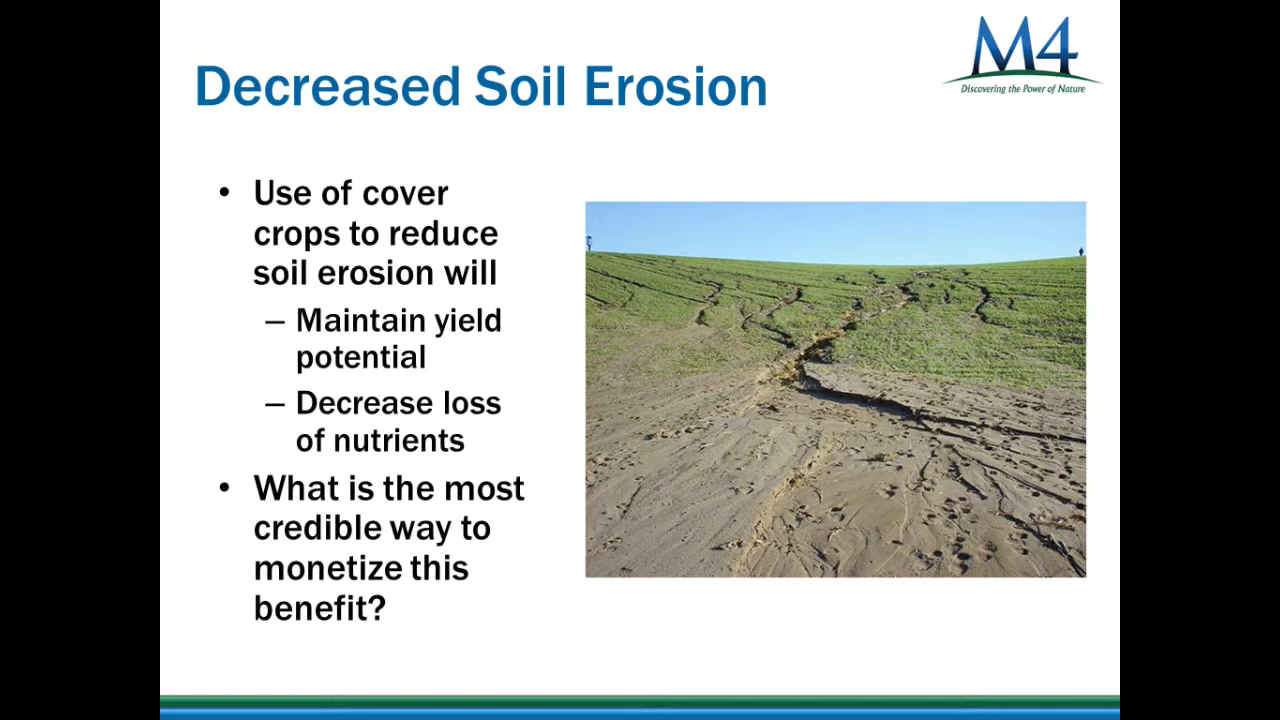 M4
Discovering the Power of Nature
Decreased Soil Erosion
• Use of cover
crops to reduce
soil erosion will
– Maintain yield
potential
– Decrease loss
of nutrients
• What is the most
credible way to
monetize this
benefit?